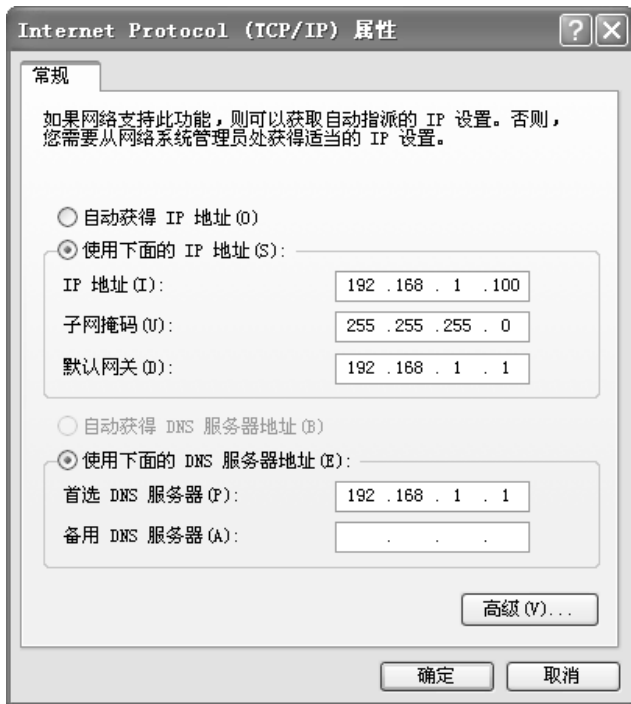 Internet Protocol (TCP/IP) 属性
常规
如果网络支持此功能，则可以获取自动指派的 IP 设置。否则，
您需要从网络系统管理员处获得适当的 IP 设置。
自动获得 IP 地址(O)
使用下面的 IP 地址(S):
IP 地址(I): 192 .168 . 1 .100
子网掩码(U): 255 .255 .255 . 0
默认网关(D): 192 .168 . 1 . 1
自动获得 DNS 服务器地址(B)
使用下面的 DNS 服务器地址(E):
首选 DNS 服务器(P): 192 .168 . 1 . 1
备用 DNS 服务器(A): . . .
高级(V)...
确定 取消